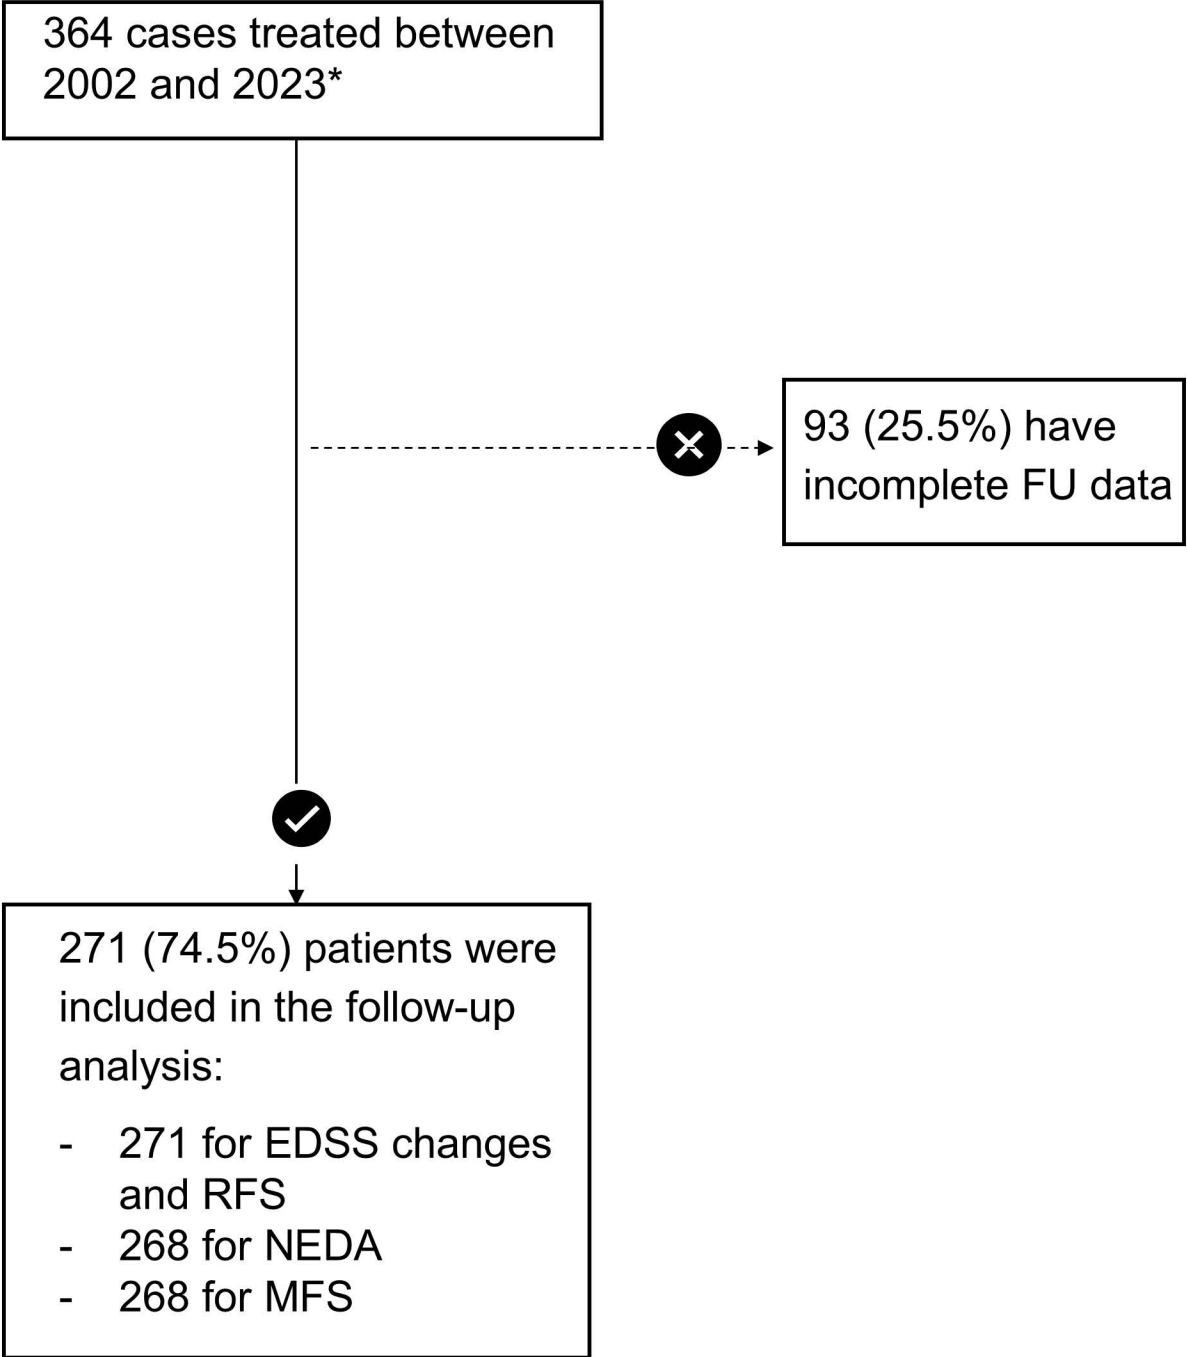 364 cases treated between
2002 and 2023*
93 (25.5%) have
incomplete FU data
271 (74.5%) patients were
included in the follow-up
analysis:
- 271 for EDSS changes
and RFS
- 268 for NEDA
- 268 for MFS